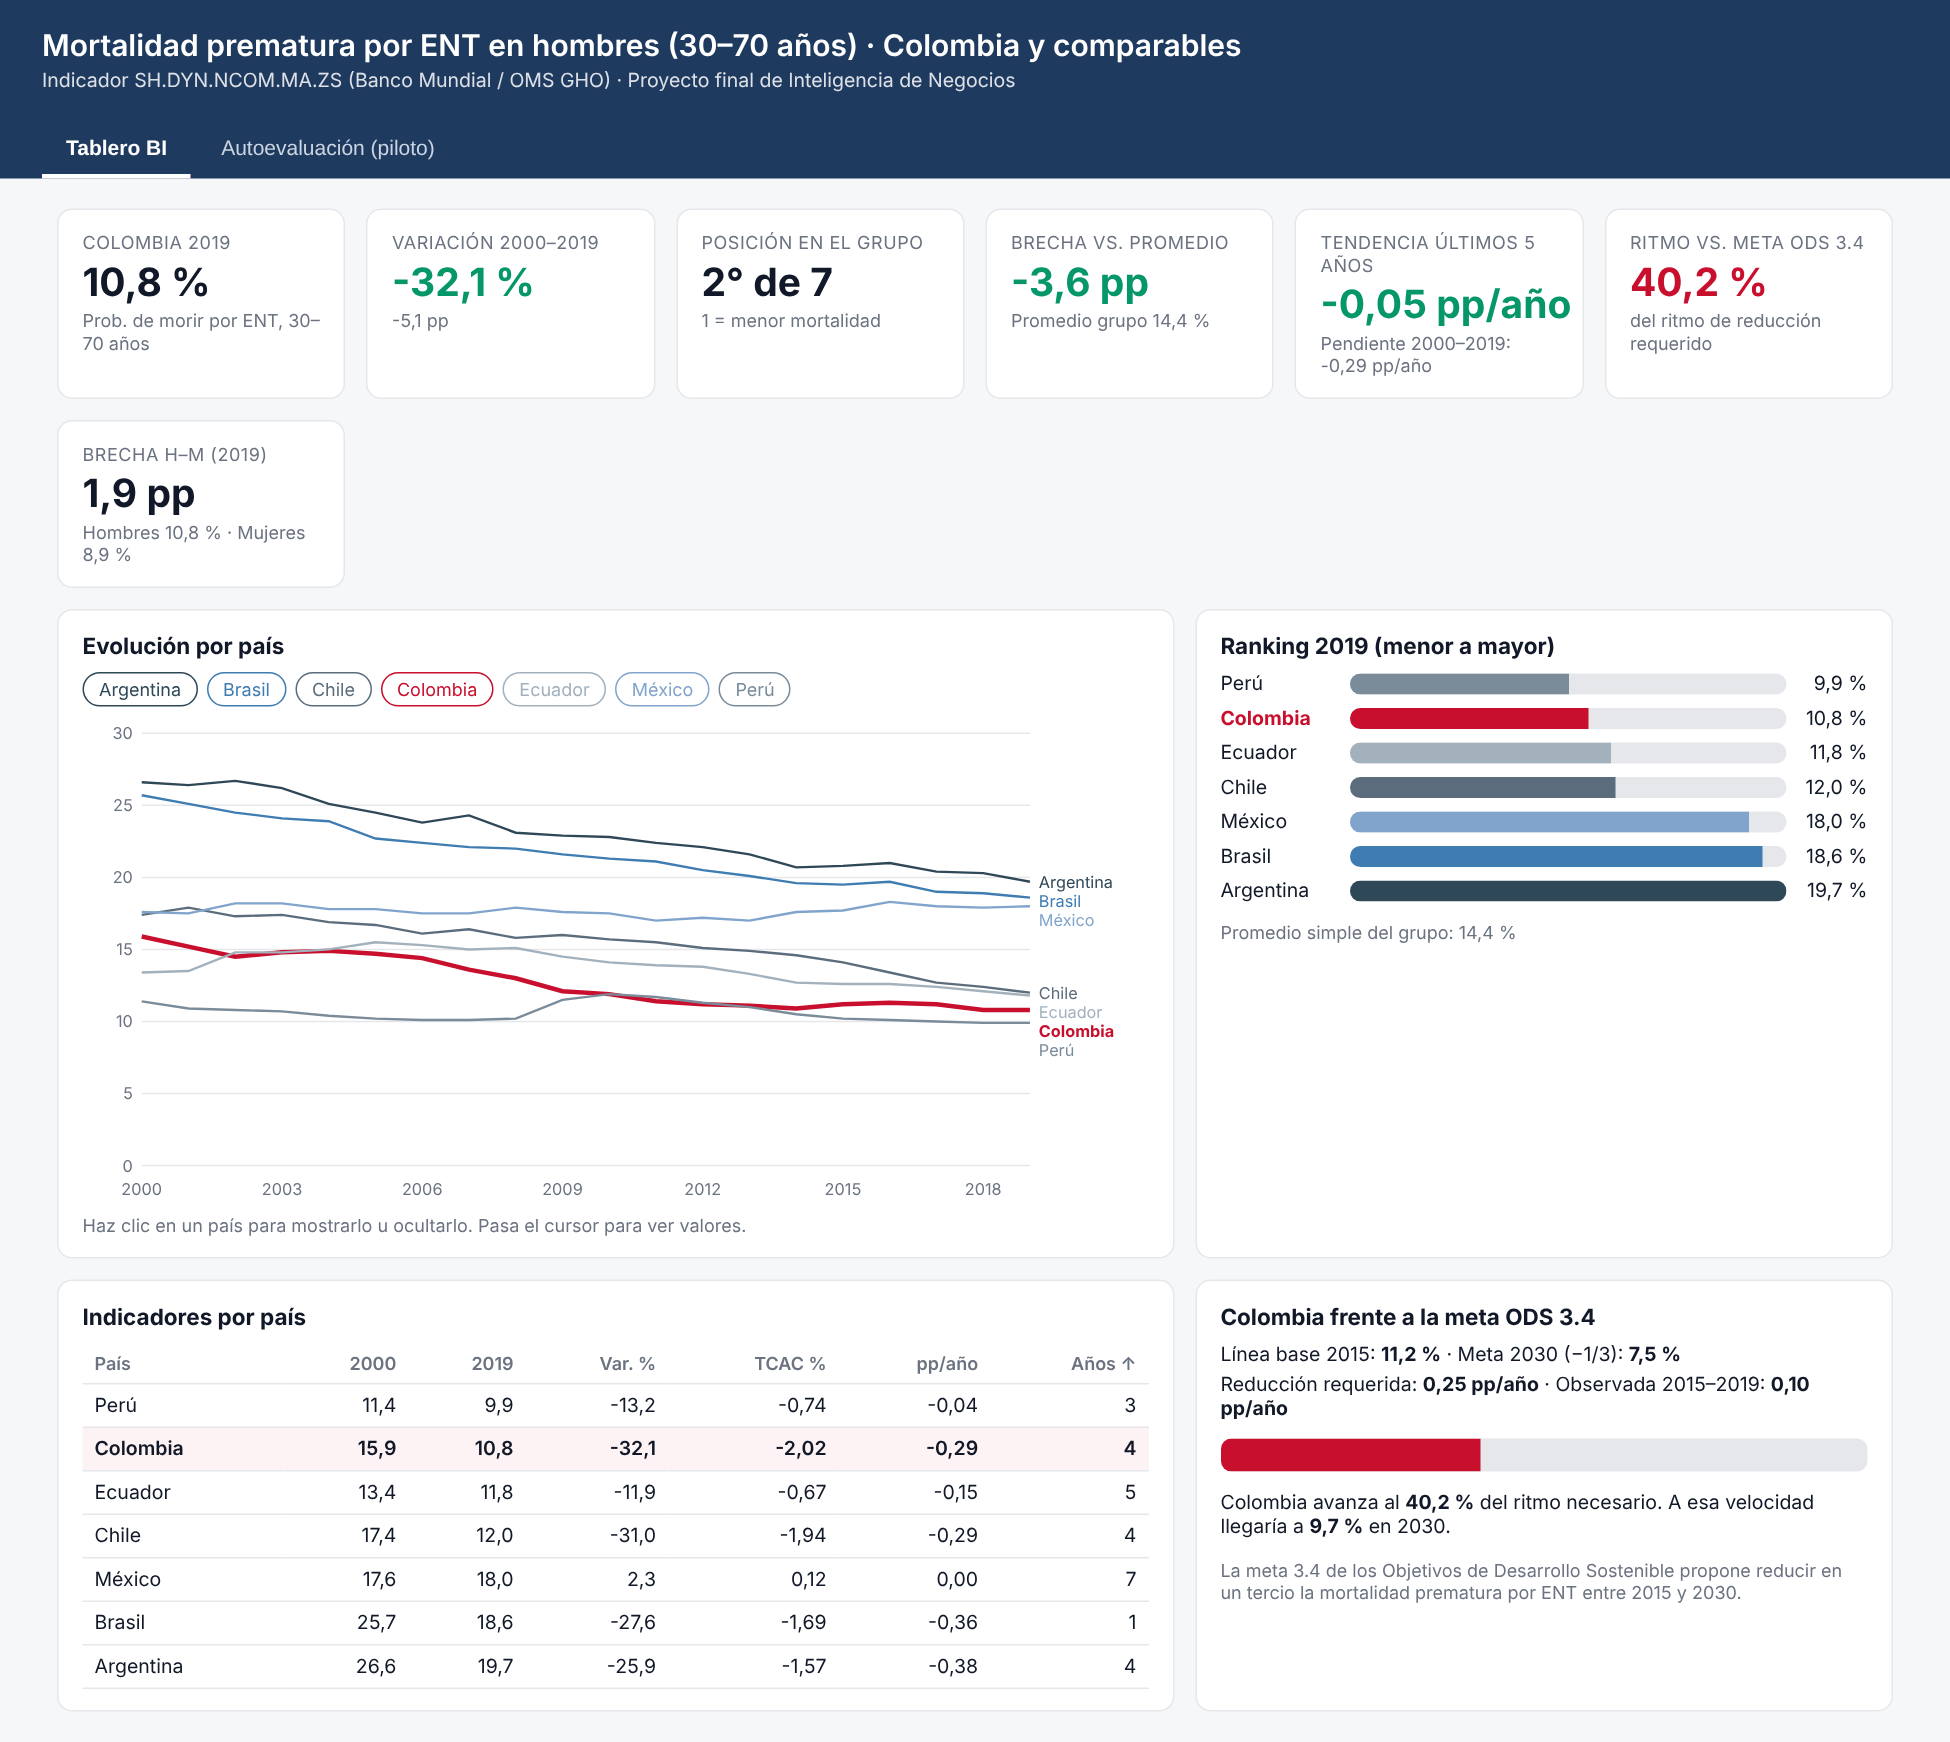 Mortalidad prematura por ENT en hombres (30–70 años) · Colombia y comparables
Indicador SH.DYN.NCOM.MA.ZS (Banco Mundial / OMS GHO) · Proyecto final de Inteligencia de Negocios
Tablero BI
Autoevaluación (piloto)
COLOMBIA 2019
10,8 %
Prob. de morir por ENT, 30–
70 años
VARIACIÓN 2000–2019
-32,1 %
-5,1 pp
POSICIÓN EN EL GRUPO
2° de 7
1 = menor mortalidad
BRECHA VS. PROMEDIO
-3,6 pp
Promedio grupo 14,4 %
TENDENCIA ÚLTIMOS 5
AÑOS
-0,05 pp/año
Pendiente 2000–2019:
-0,29 pp/año
RITMO VS. META ODS 3.4
40,2 %
del ritmo de reducción
requerido
BRECHA H–M (2019)
1,9 pp
Hombres 10,8 % · Mujeres
8,9 %
Evolución por país
Argentina Brasil Chile Colombia Ecuador México Perú
30
25
20
15
10
5
0
2000 2003 2006 2009 2012 2015 2018
Argentina
Brasil
México
Chile
Ecuador
Colombia
Perú
Haz clic en un país para mostrarlo u ocultarlo. Pasa el cursor para ver valores.
Ranking 2019 (menor a mayor)
Perú 9,9 %
Colombia 10,8 %
Ecuador 11,8 %
Chile 12,0 %
México 18,0 %
Brasil 18,6 %
Argentina 19,7 %
Promedio simple del grupo: 14,4 %
Indicadores por país
País 2000 2019 Var. % TCAC % pp/año Años ↑
Perú 11,4 9,9 -13,2 -0,74 -0,04 3
Colombia 15,9 10,8 -32,1 -2,02 -0,29 4
Ecuador 13,4 11,8 -11,9 -0,67 -0,15 5
Chile 17,4 12,0 -31,0 -1,94 -0,29 4
México 17,6 18,0 2,3 0,12 0,00 7
Brasil 25,7 18,6 -27,6 -1,69 -0,36 1
Argentina 26,6 19,7 -25,9 -1,57 -0,38 4
Colombia frente a la meta ODS 3.4
Línea base 2015: 11,2 % · Meta 2030 (−1/3): 7,5 %
Reducción requerida: 0,25 pp/año · Observada 2015–2019: 0,10
pp/año
Colombia avanza al 40,2 % del ritmo necesario. A esa velocidad
llegaría a 9,7 % en 2030.
La meta 3.4 de los Objetivos de Desarrollo Sostenible propone reducir en
un tercio la mortalidad prematura por ENT entre 2015 y 2030.